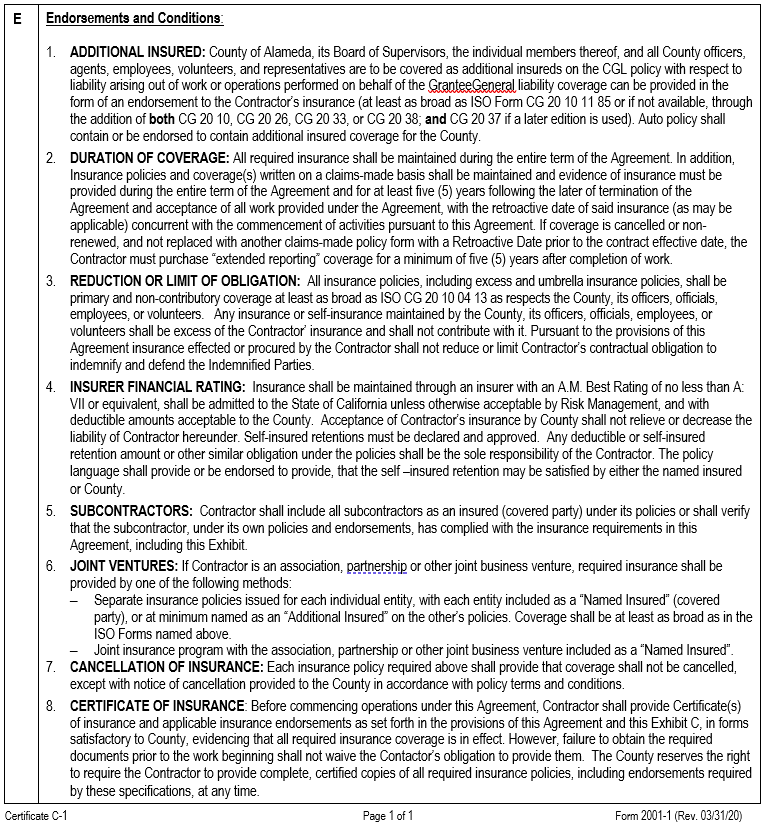 E Endorsements and Conditions:
1. ADDITIONAL INSURED: County of Alameda, its Board of Supervisors, the individual members thereof, and all County officers,
agents, employees, volunteers, and representatives are to be covered as additional insureds on the CGL policy with respect to
liability arising out of work or operations performed on behalf of the GranteeGeneral liability coverage can be provided in the
form of an endorsement to the Contractor's insurance (at least as broad as ISO Form CG 20 10 11 85 or if not available, through
the addition of both CG 20 10, CG 20 26, CG 20 33, or CG 20 38; and CG 20 37 if a later edition is used). Auto policy shall
contain or be endorsed to contain additional insured coverage for the County.
2. DURATION OF COVERAGE: All required insurance shall be maintained during the entire term of the Agreement. In addition,
Insurance policies and coverage(s) written on a claims-made basis shall be maintained and evidence of insurance must be
provided during the entire term of the Agreement and for at least five (5) years following the later of termination of the
Agreement and acceptance of all work provided under the Agreement, with the retroactive date of said insurance (as may be
applicable) concurrent with the commencement of activities pursuant to this Agreement. If coverage is cancelled or non-
renewed, and not replaced with another claims-made policy form with a Retroactive Date prior to the contract effective date, the
Contractor must purchase "extended reporting" coverage for a minimum of five (5) years after completion of work.
3. REDUCTION OR LIMIT OF OBLIGATION: All insurance policies, including excess and umbrella insurance policies, shall be
primary and non-contributory coverage at least as broad as ISO CG 20 10 04 13 as respects the County, its officers, officials,
employees, or volunteers. Any insurance or self-insurance maintained by the County, its officers, officials, employees, or
volunteers shall be excess of the Contractor' insurance and shall not contribute with it. Pursuant to the provisions of this
Agreement insurance effected or procured by the Contractor shall not reduce or limit Contractor's contractual obligation to
indemnify and defend the Indemnified Parties.
4. INSURER FINANCIAL RATING: Insurance shall be maintained through an insurer with an A.M. Best Rating of no less than A:
VII or equivalent, shall be admitted to the State of California unless otherwise acceptable by Risk Management, and with
deductible amounts acceptable to the County. Acceptance of Contractor's insurance by County shall not relieve or decrease the
liability of Contractor hereunder. Self-insured retentions must be declared and approved. Any deductible or self-insured
retention amount or other similar obligation under the policies shall be the sole responsibility of the Contractor. The policy
language shall provide or be endorsed to provide, that the self –insured retention may be satisfied by either the named insured
or County.
5. SUBCONTRACTORS: Contractor shall include all subcontractors as an insured (covered party) under its policies or shall verify
that the subcontractor, under its own policies and endorsements, has complied with the insurance requirements in this
Agreement, including this Exhibit.
6. JOINT VENTURES: If Contractor is an association, partnership or other joint business venture, required insurance shall be
provided by one of the following methods:
– Separate insurance policies issued for each individual entity, with each entity included as a "Named Insured" (covered
party), or at minimum named as an "Additional Insured" on the other's policies. Coverage shall be at least as broad as in the
ISO Forms named above.
– Joint insurance program with the association, partnership or other joint business venture included as a "Named Insured".
7. CANCELLATION OF INSURANCE: Each insurance policy required above shall provide that coverage shall not be cancelled,
except with notice of cancellation provided to the County in accordance with policy terms and conditions.
8. CERTIFICATE OF INSURANCE: Before commencing operations under this Agreement, Contractor shall provide Certificate(s)
of insurance and applicable insurance endorsements as set forth in the provisions of this Agreement and this Exhibit C, in forms
satisfactory to County, evidencing that all required insurance coverage is in effect. However, failure to obtain the required
documents prior to the work beginning shall not waive the Contactor's obligation to provide them. The County reserves the right
to require the Contractor to provide complete, certified copies of all required insurance policies, including endorsements required
by these specifications, at any time.
Certificate C-1 Page 1 of 1 Form 2001-1 (Rev. 03/31/20)